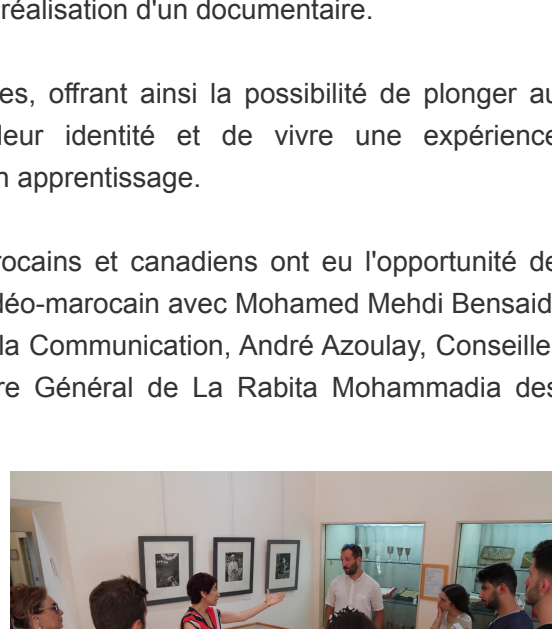 réalisation d'un documentaire.
es, offrant ainsi la possibilité de plonger au
leur identité et de vivre une expérience
n apprentissage.
rocains et canadiens ont eu l'opportunité de
déo-marocain avec Mohamed Mehdi Bensaid
la Communication, André Azoulay, Conseille
re Général de La Rabita Mohammadia des